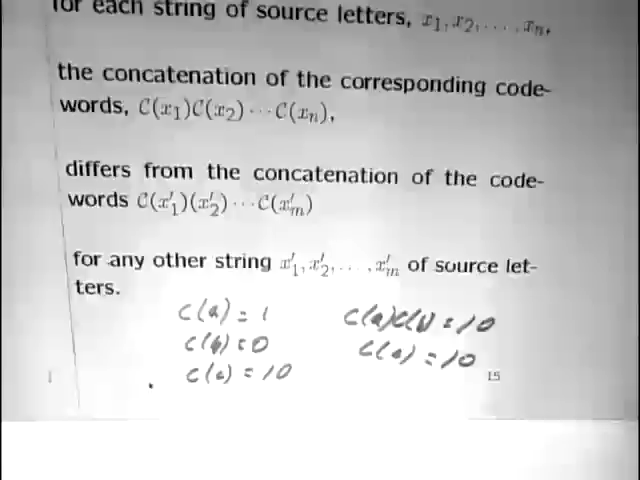 for each string of source letters, x₁, x₂, . . . , xₙ,
the concatenation of the corresponding code-
words, C(x₁)C(x₂) · · · C(xₙ),
differs from the concatenation of the code-
words C(x′₁)(x′₂) · · · C(x′ₘ)
for any other string x′₁, x′₂, . . . , x′ₘ of source let-
ters.
C(a) = 1
C(b) = 0
C(c) = 10
C(a)C(b) = 10
C(c) = 10
15